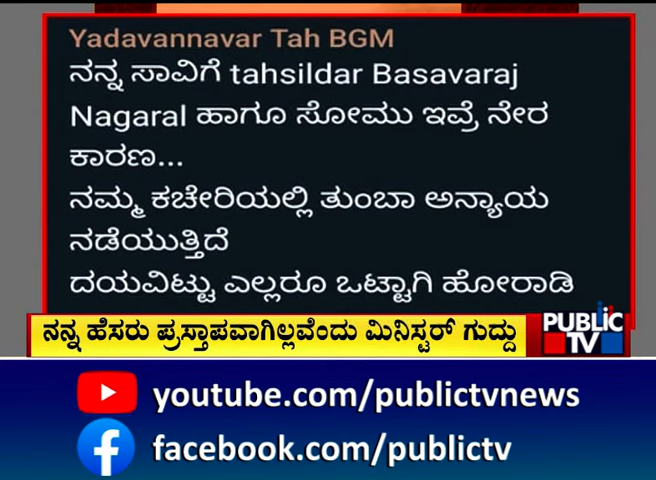 Yadavannavar Tah BGM
ನನ್ನ ಸಾವಿಗೆ tahsildar Basavaraj
Nagaral ಹಾಗೂ ಸೋಮು ಇವ್ರೆ ನೇರ
ಕಾರಣ...
ನಮ್ಮ ಕಚೇರಿಯಲ್ಲಿ ತುಂಬಾ ಅನ್ಯಾಯ
ನಡೆಯುತ್ತಿದೆ
ದಯವಿಟ್ಟು ಎಲ್ಲರೂ ಒಟ್ಟಾಗಿ ಹೋರಾಡಿ
ನನ್ನ ಹೆಸರು ಪ್ರಸ್ತಾಪವಾಗಿಲ್ಲವೆಂದು ಮಿನಿಸ್ಟರ್ ಗುದ್ದು
PUBLiC
TV
youtube.com/publictvnews
facebook.com/publictv